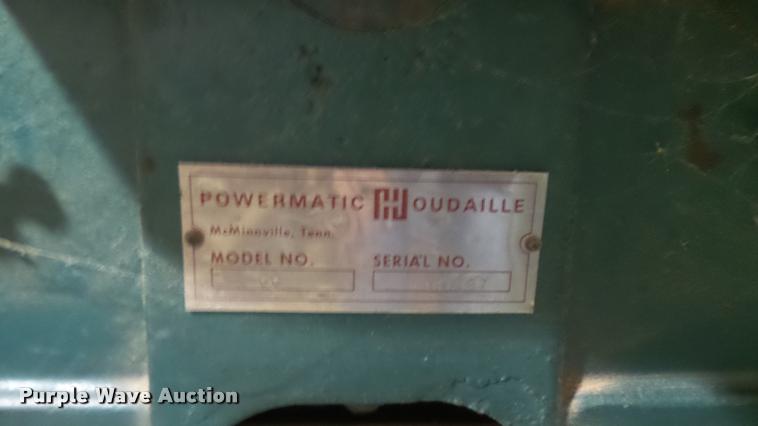 POWERMATIC HOUDAILLE
McMinnville, Tenn.
MODEL NO. SERIAL NO.
Purple Wave Auction